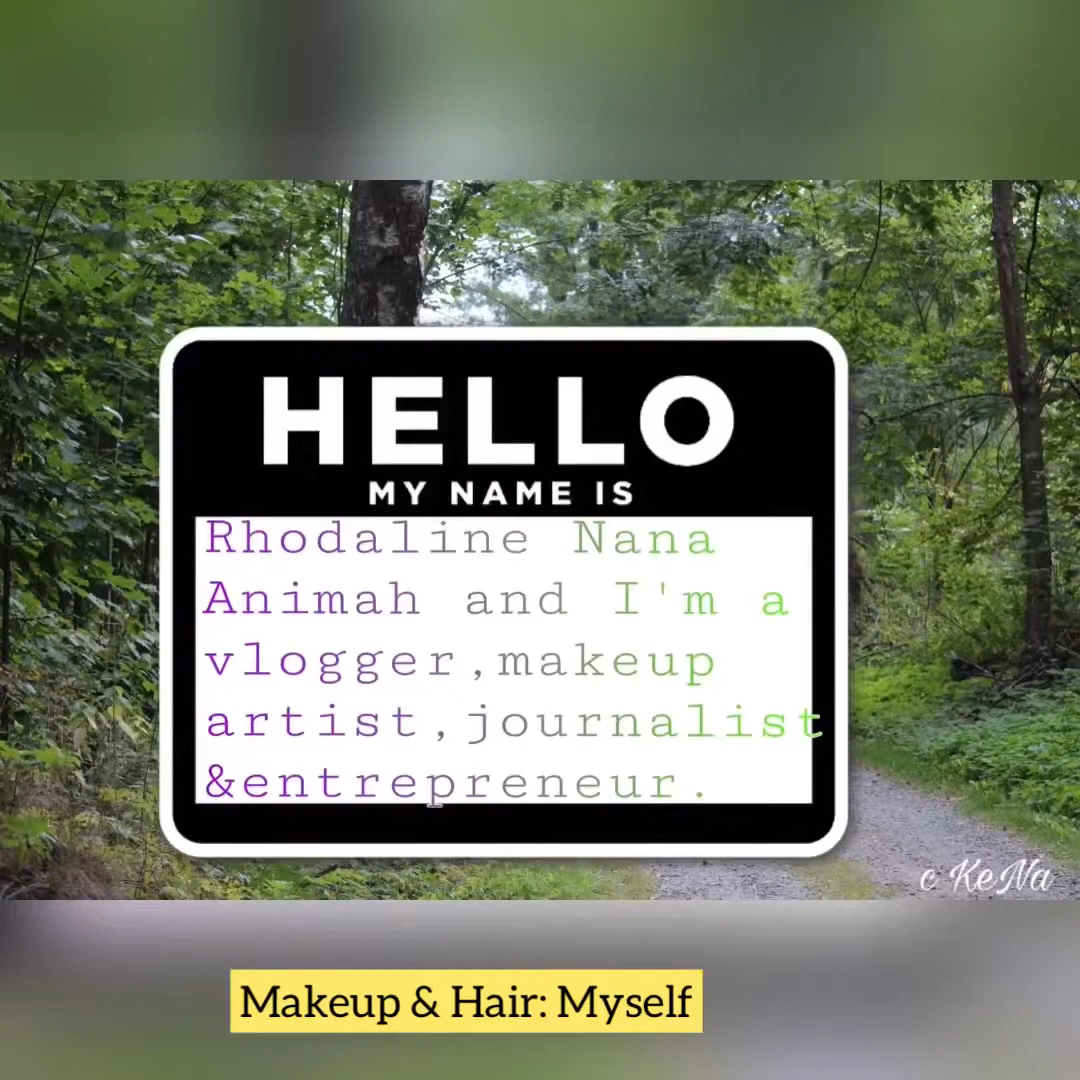 HELLO
MY NAME IS
Rhodaline Nana
Animah and I'm a
vlogger,makeup
artist,journalist
&entrepreneur.
c KeNa
Makeup & Hair: Myself